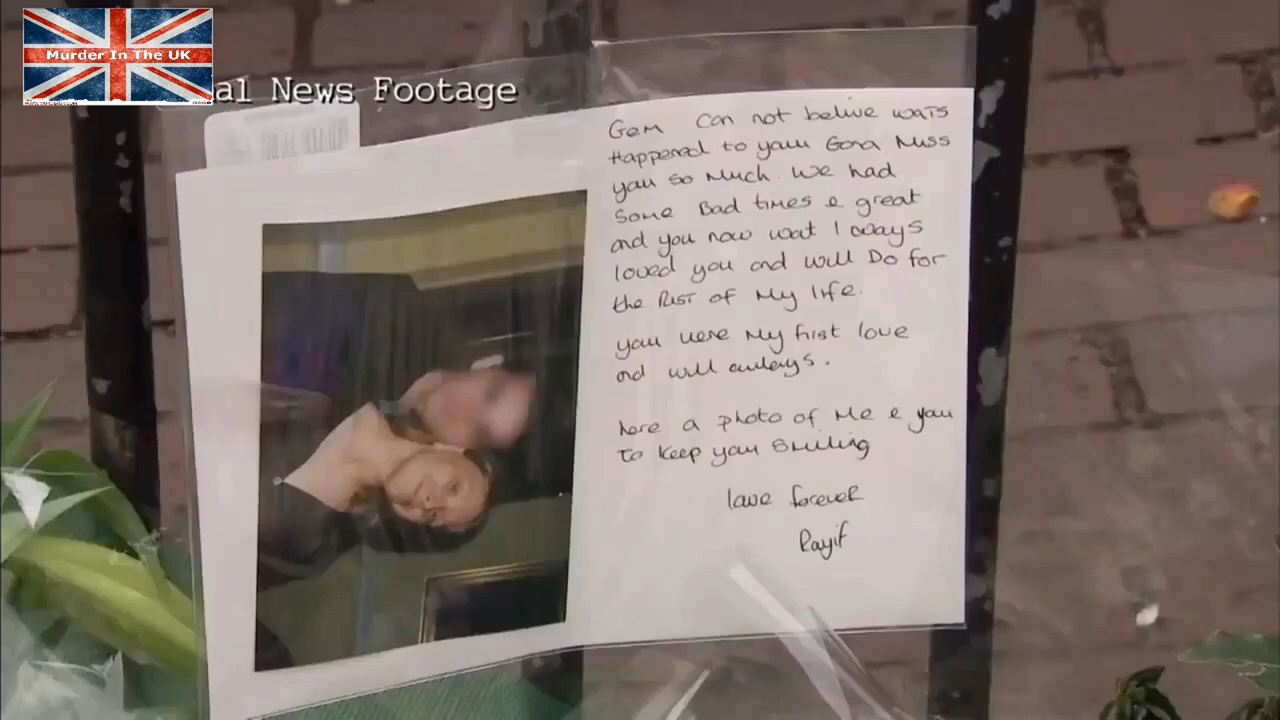 Murder In The UK
al News Footage
Gem can not belive wats
Happened to you Gona Miss
you so Much. We had
Some Bad times & great
and you now wat I aways
loved you and will Do for
the Rest of My life.
you were My first love
and will always.
here a photo of Me & you
to keep you Smiling
love forever
Rayif